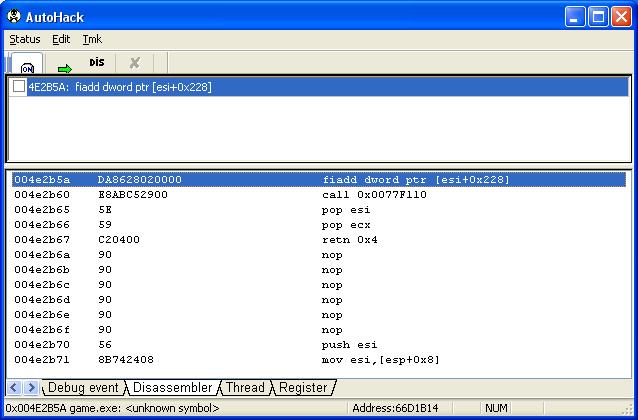 AutoHack
Status Edit Tmk
ON DIS
4E2B5A: fiadd dword ptr [esi+0x228]
004e2b5a DA8628020000 fiadd dword ptr [esi+0x228]
004e2b60 E8ABC52900 call 0x0077F110
004e2b65 5E pop esi
004e2b66 59 pop ecx
004e2b67 C20400 retn 0x4
004e2b6a 90 nop
004e2b6b 90 nop
004e2b6c 90 nop
004e2b6d 90 nop
004e2b6e 90 nop
004e2b6f 90 nop
004e2b70 56 push esi
004e2b71 8B742408 mov esi,[esp+0x8]
Debug event Disassembler Thread Register
0x004E2B5A game.exe: <unknown symbol> Address:66D1B14 NUM